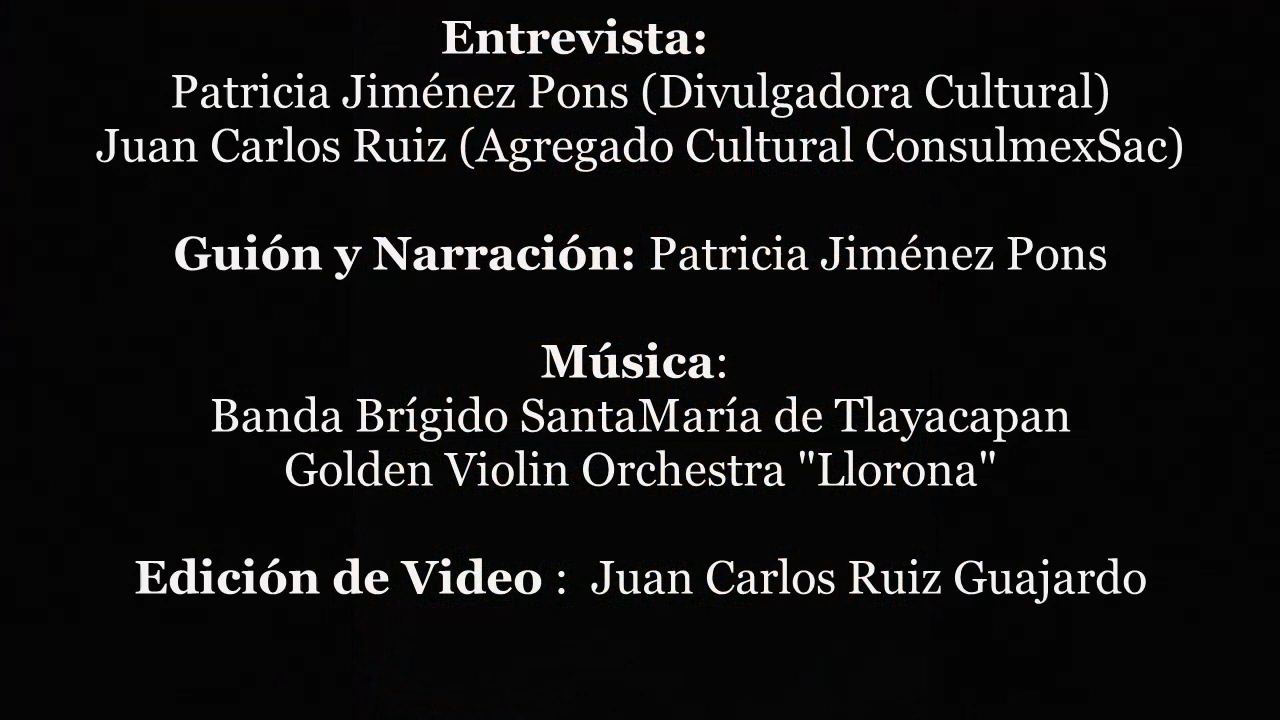 Entrevista:
Patricia Jiménez Pons (Divulgadora Cultural)
Juan Carlos Ruiz (Agregado Cultural ConsulmexSac)
Guión y Narración: Patricia Jiménez Pons
Música:
Banda Brígido SantaMaría de Tlayacapan
Golden Violin Orchestra "Llorona"
Edición de Video :  Juan Carlos Ruiz Guajardo